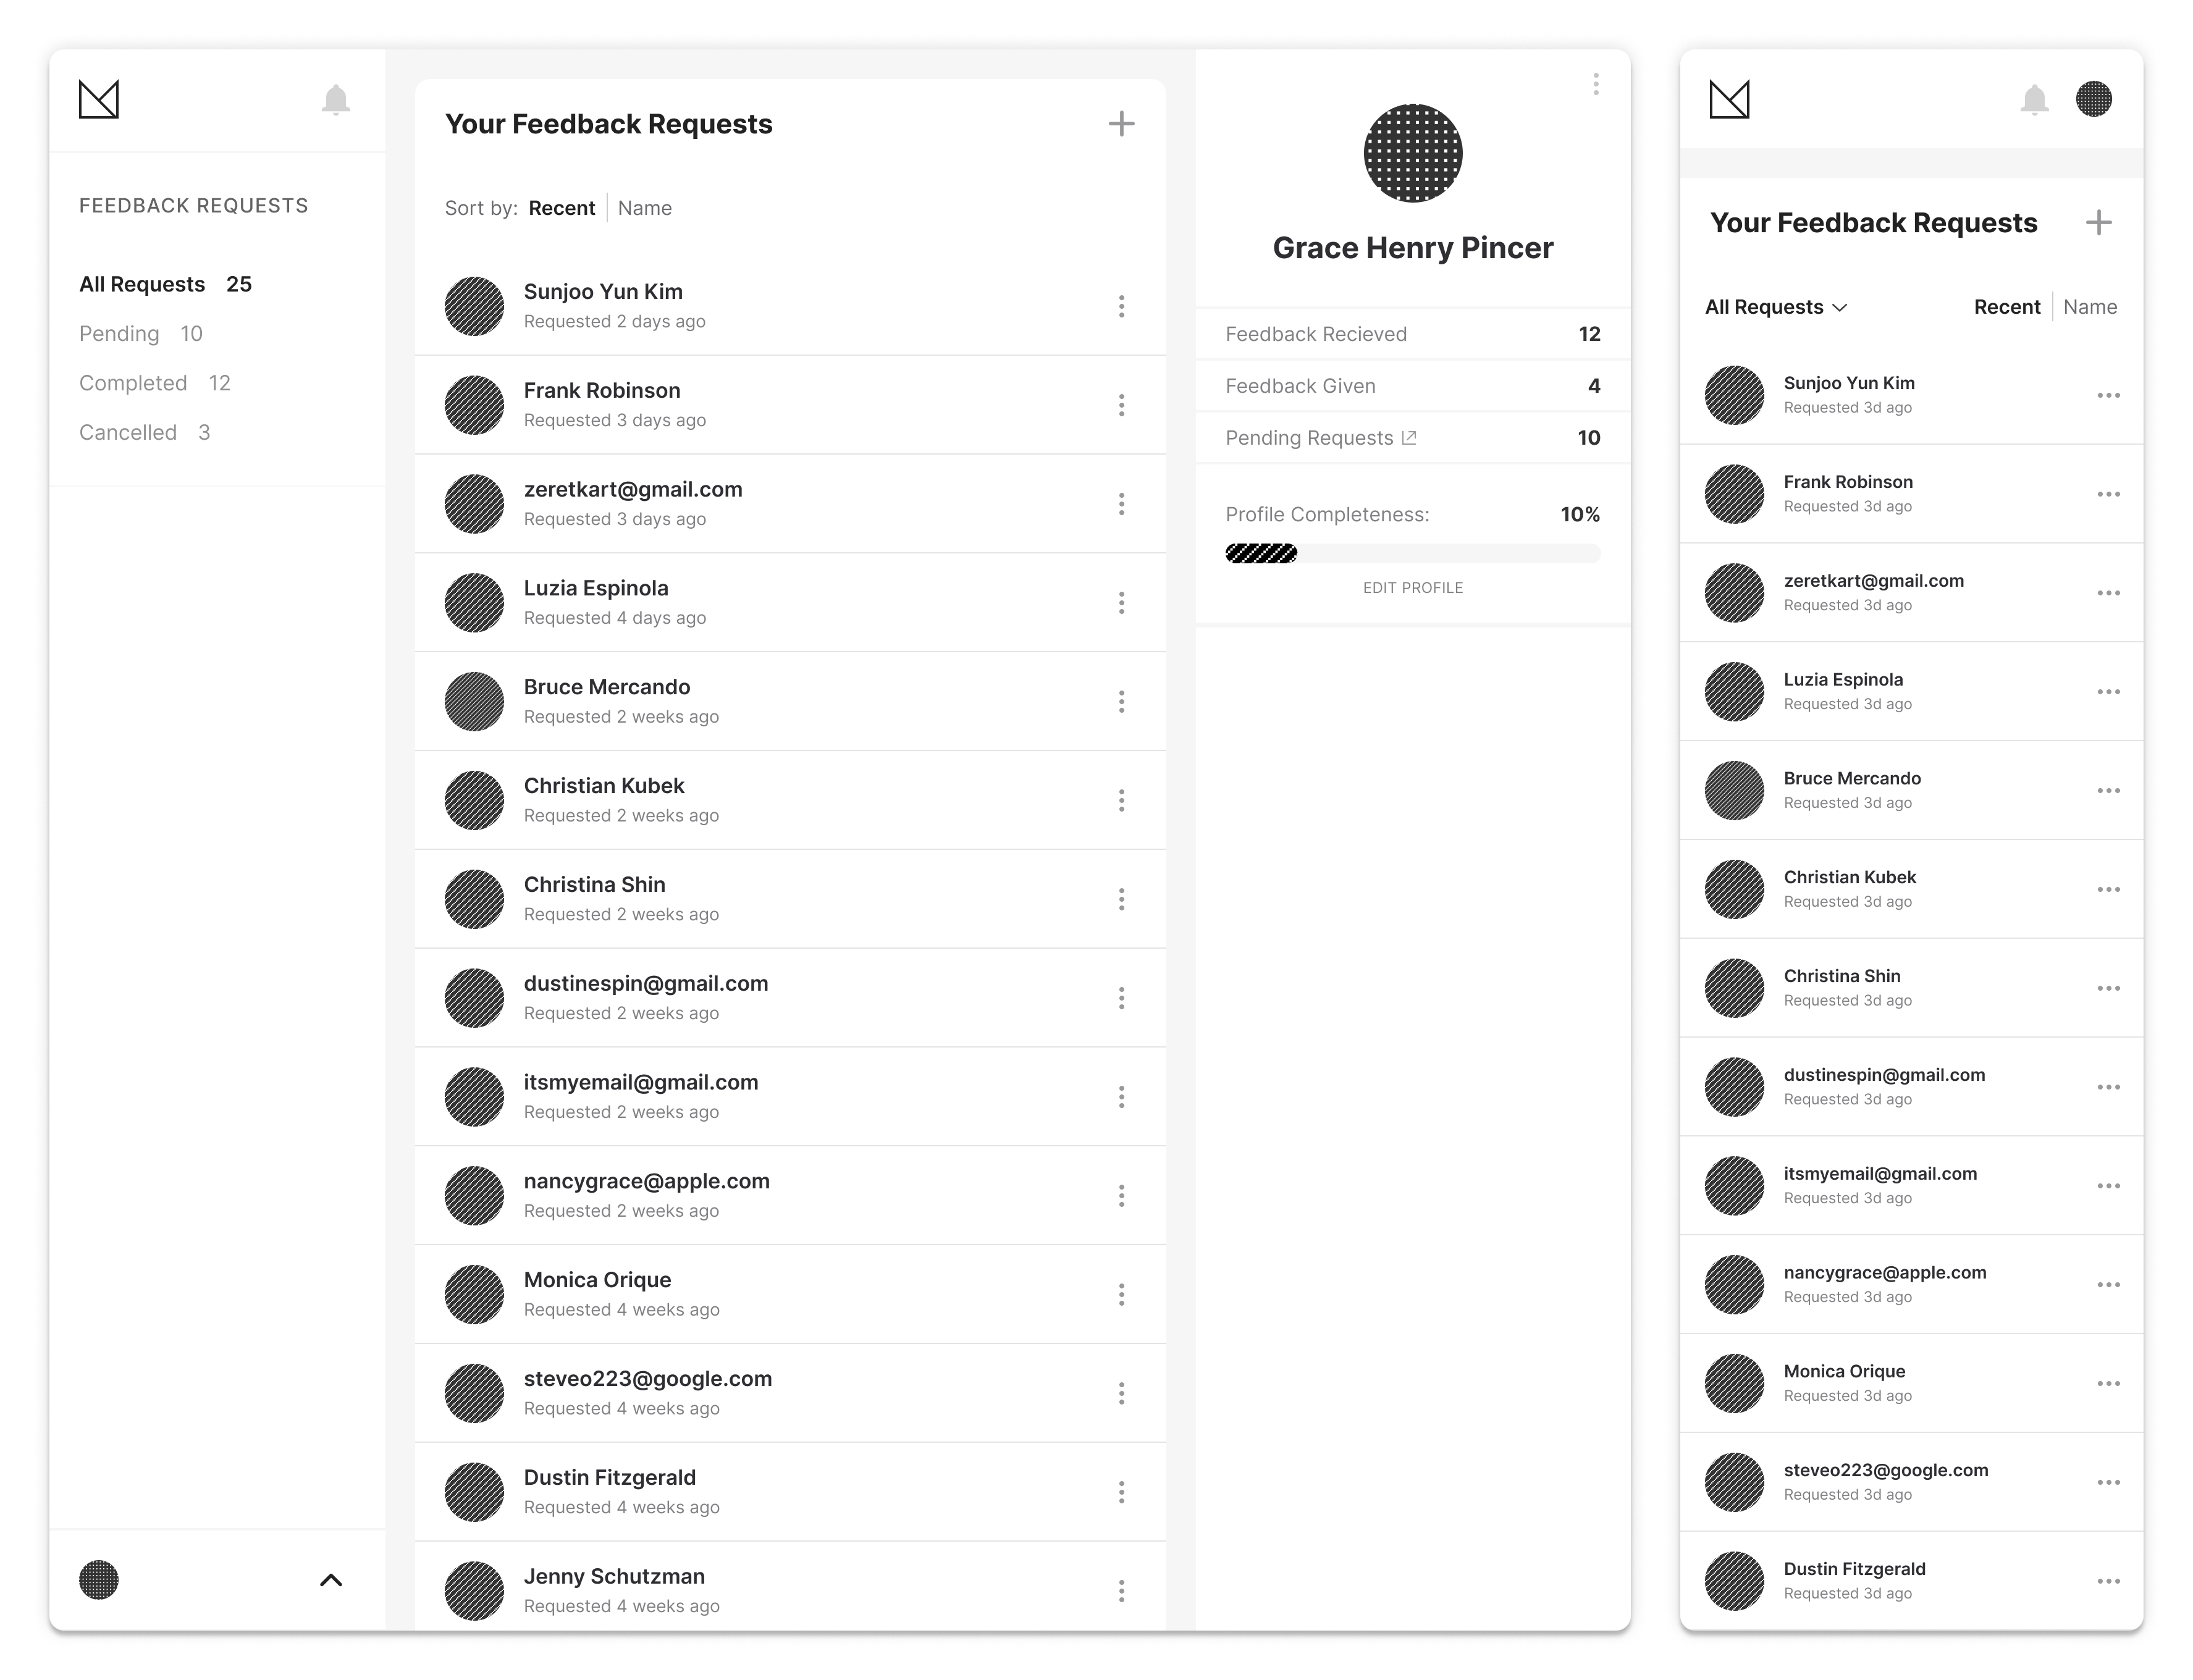 FEEDBACK REQUESTS
All Requests 25
Pending 10
Completed 12
Cancelled 3
Your Feedback Requests
Sort by: Recent Name
Sunjoo Yun Kim
Requested 2 days ago
Frank Robinson
Requested 3 days ago
zeretkart@gmail.com
Requested 3 days ago
Luzia Espinola
Requested 4 days ago
Bruce Mercando
Requested 2 weeks ago
Christian Kubek
Requested 2 weeks ago
Christina Shin
Requested 2 weeks ago
dustinespin@gmail.com
Requested 2 weeks ago
itsmyemail@gmail.com
Requested 2 weeks ago
nancygrace@apple.com
Requested 2 weeks ago
Monica Orique
Requested 4 weeks ago
steveo223@google.com
Requested 4 weeks ago
Dustin Fitzgerald
Requested 4 weeks ago
Jenny Schutzman
Requested 4 weeks ago
Grace Henry Pincer
Feedback Recieved 12
Feedback Given 4
Pending Requests 10
Profile Completeness: 10%
EDIT PROFILE
Your Feedback Requests
All Requests Recent Name
Sunjoo Yun Kim
Requested 3d ago
Frank Robinson
Requested 3d ago
zeretkart@gmail.com
Requested 3d ago
Luzia Espinola
Requested 3d ago
Bruce Mercando
Requested 3d ago
Christian Kubek
Requested 3d ago
Christina Shin
Requested 3d ago
dustinespin@gmail.com
Requested 3d ago
itsmyemail@gmail.com
Requested 3d ago
nancygrace@apple.com
Requested 3d ago
Monica Orique
Requested 3d ago
steveo223@google.com
Requested 3d ago
Dustin Fitzgerald
Requested 3d ago